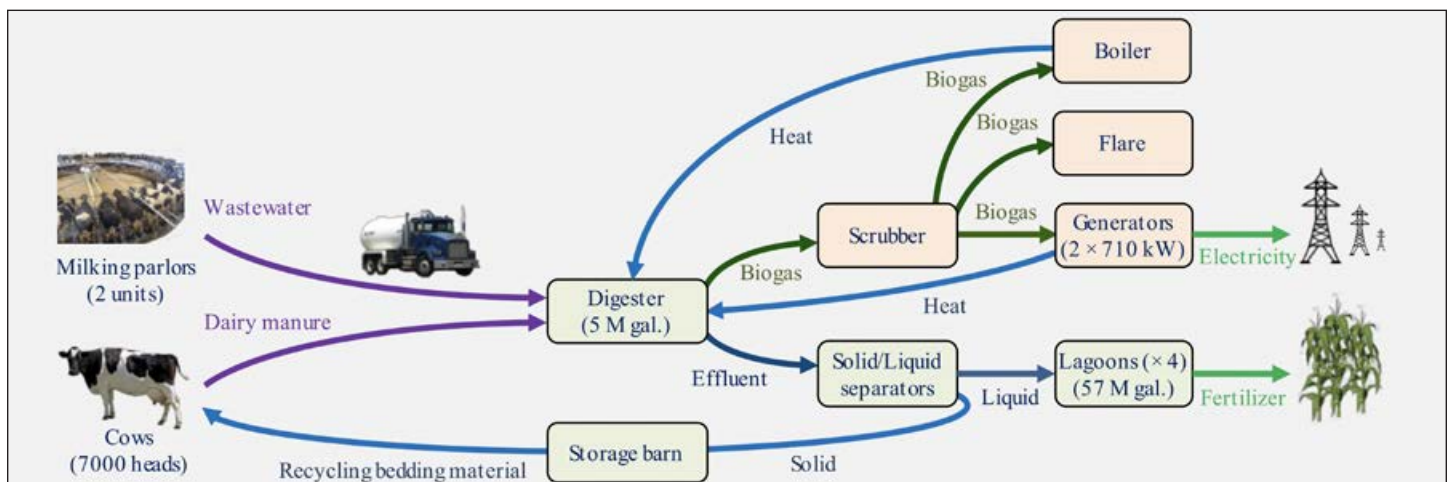 Boiler
Biogas
Heat
Biogas
Flare
Wastewater
Scrubber
Biogas
Generators
(2 × 710 kW)
Electricity
Milking parlors
(2 units)
Biogas
Digester
(5 M gal.)
Heat
Dairy manure
Effluent
Solid/Liquid
separators
Liquid
Lagoons (× 4)
(57 M gal.)
Fertilizer
Cows
(7000 heads)
Recycling bedding material
Storage barn
Solid